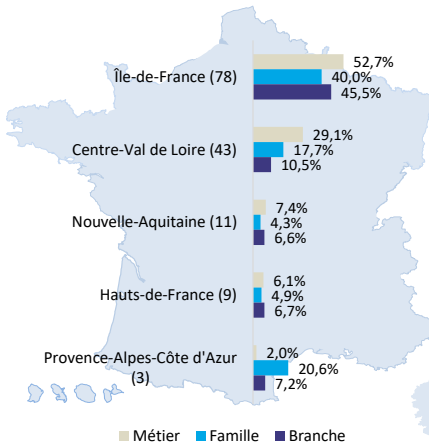 Île-de-France (78)
52,7%
40,0%
45,5%
Centre-Val de Loire (43)
29,1%
17,7%
10,5%
Nouvelle-Aquitaine (11)
7,4%
4,3%
6,6%
Hauts-de-France (9)
6,1%
4,9%
6,7%
Provence-Alpes-Côte d'Azur
(3)
2,0%
20,6%
7,2%
Métier Famille Branche